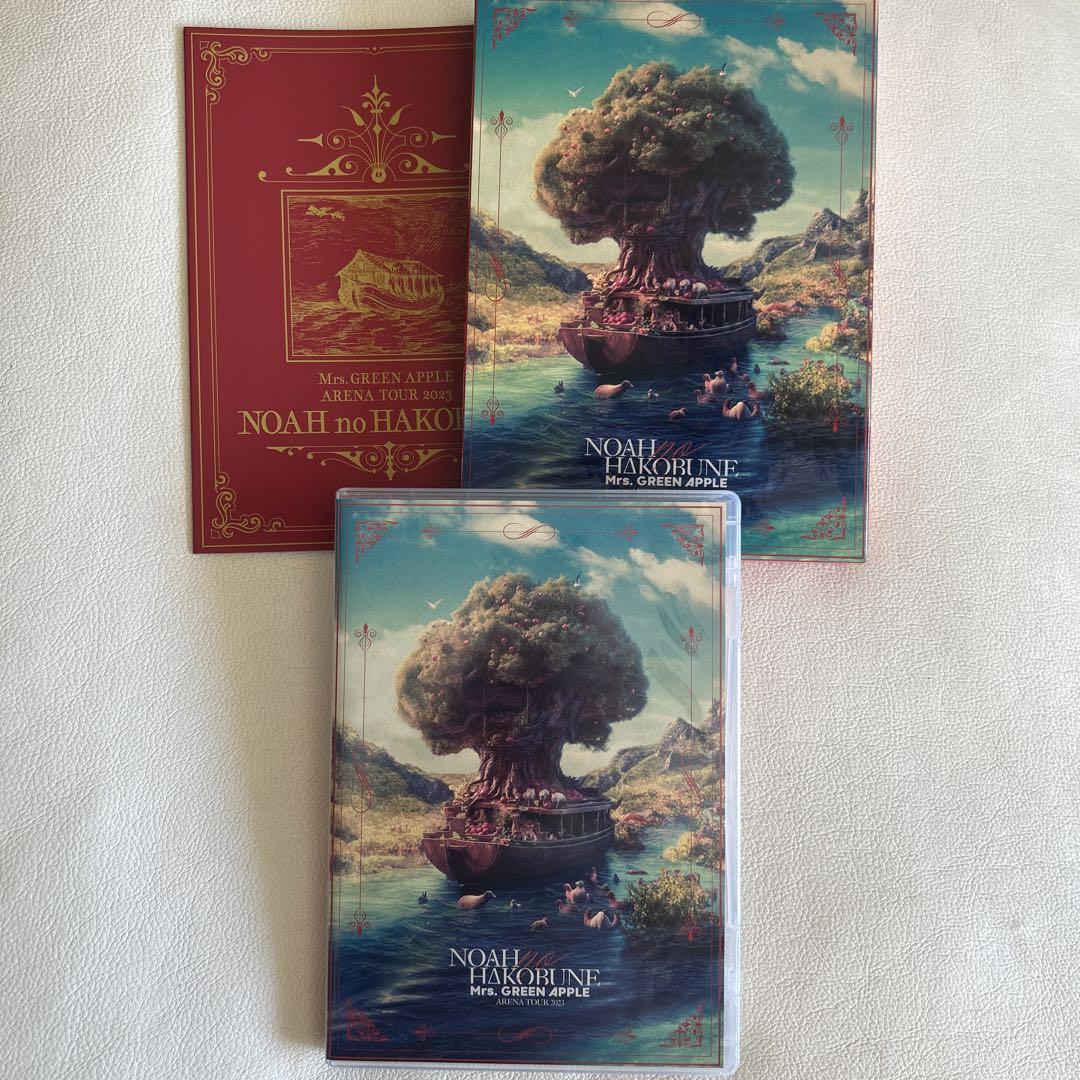 Mrs. GREEN APPLE
ARENA TOUR 2023
NOAH no HAKO
NOAH no
HAKOBUNE
Mrs. GREEN APPLE
NOAH no
HAKOBUNE
Mrs. GREEN APPLE
ARENA TOUR 2023